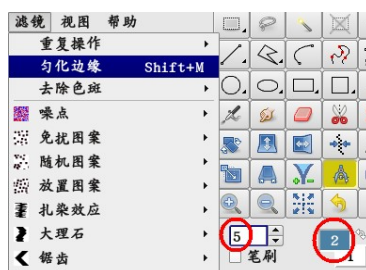 滤镜 视图 帮助
重复操作
匀化边缘 Shift+M
去除色斑
噪点
免扰图案
随机图案
放置图案
扎染效应
大理石
锯齿
5
2
笔刷
1